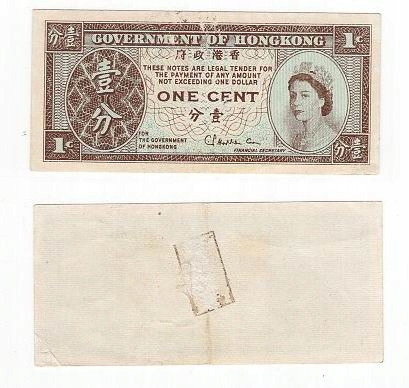 壹分 GOVERNMENT OF HONGKONG 1¢
香港政府
THESE NOTES ARE LEGAL TENDER FOR
THE PAYMENT OF ANY AMOUNT
NOT EXCEEDING ONE DOLLAR
壹分
ONE CENT
壹分
FOR
THE GOVERNMENT
OF HONGKONG
FINANCIAL SECRETARY
1¢ 壹分